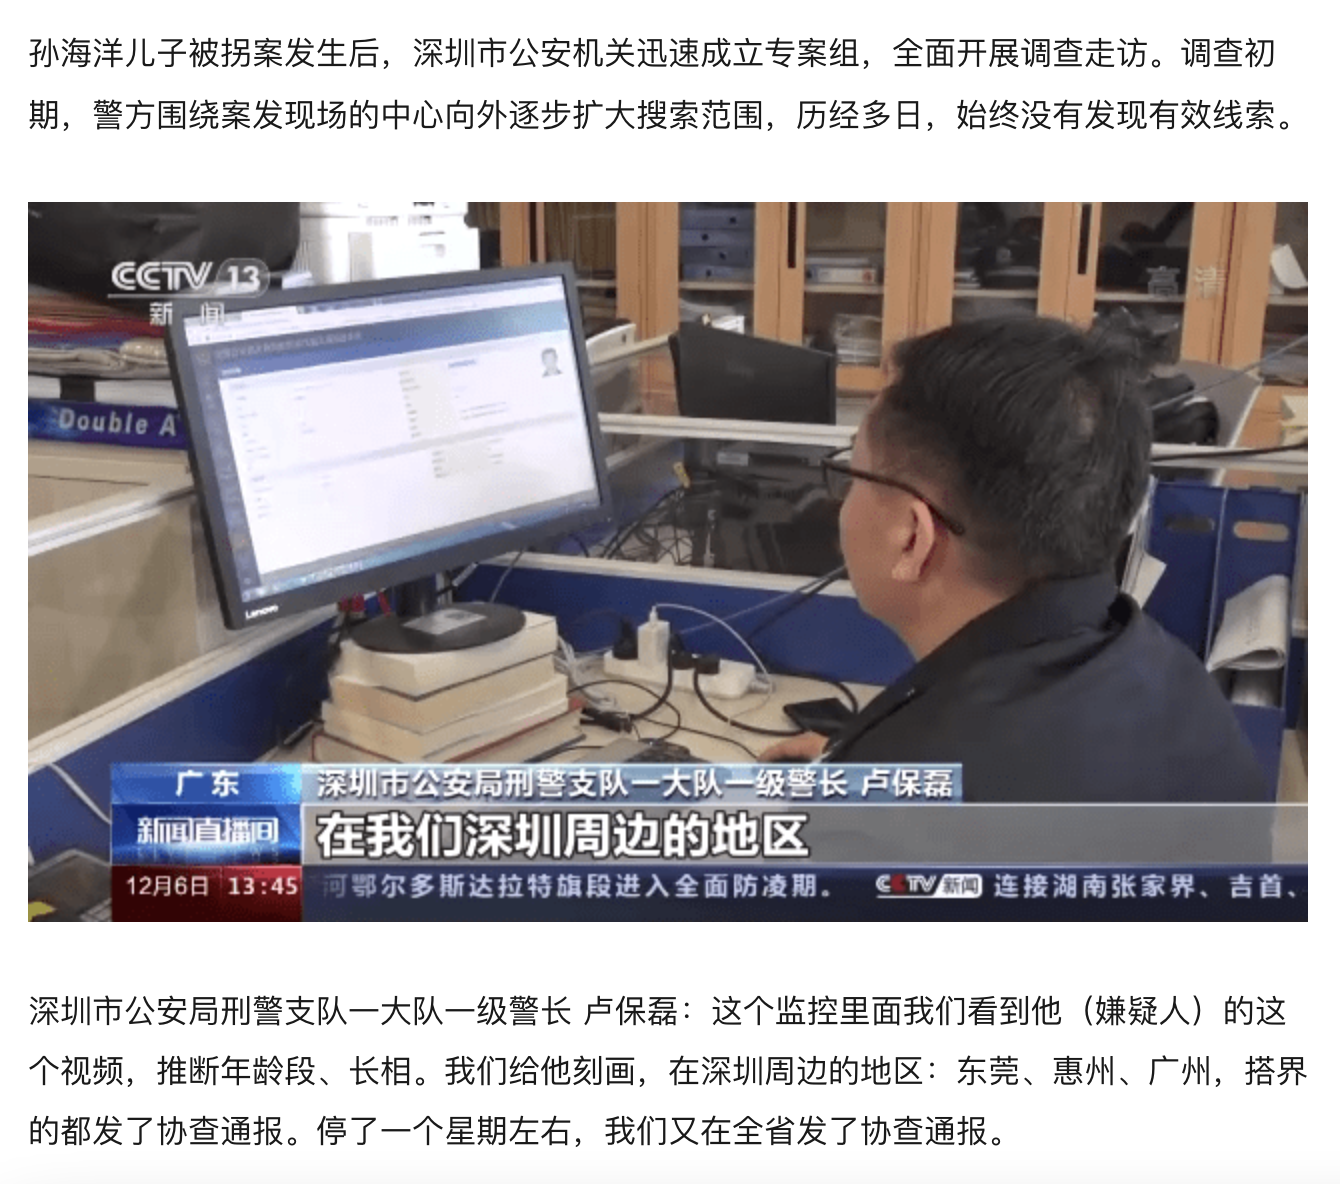 孙海洋儿子被拐案发生后，深圳市公安机关迅速成立专案组，全面开展调查走访。调查初
期，警方围绕案发现场的中心向外逐步扩大搜索范围，历经多日，始终没有发现有效线索。
CCTV 13
新闻
高清
Double A
Lenovo
广东
深圳市公安局刑警支队一大队一级警长 卢保磊
新闻直播间
在我们深圳周边的地区
12月6日 13:45
河鄂尔多斯达拉特旗段进入全面防凌期。 CCTV新闻 连接湖南张家界、吉首、
深圳市公安局刑警支队一大队一级警长 卢保磊：这个监控里面我们看到他（嫌疑人）的这
个视频，推断年龄段、长相。我们给他刻画，在深圳周边的地区：东莞、惠州、广州，搭界
的都发了协查通报。停了一个星期左右，我们又在全省发了协查通报。